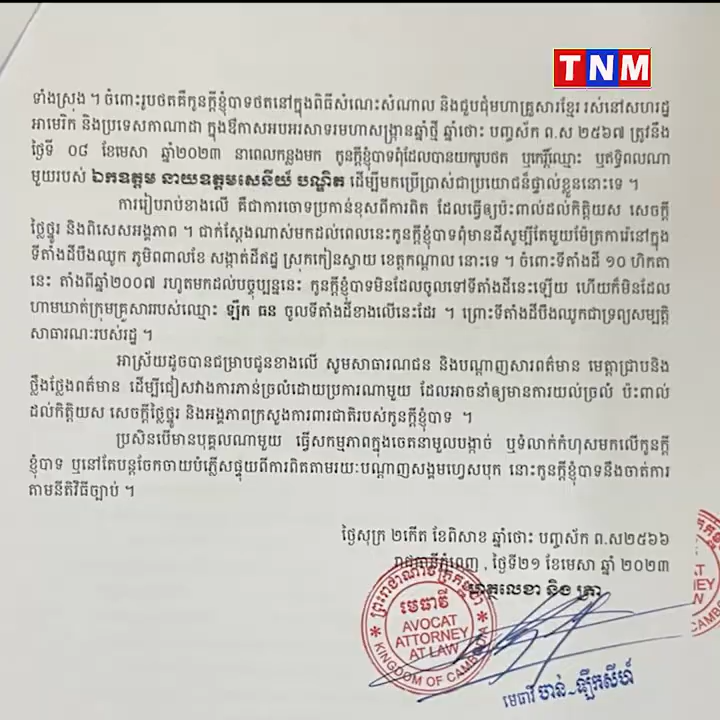 TNM
ទាំងស្រុង ។ ចំពោះរូបថតគឺកូនក្តីខ្ញុំបាទថតនៅក្នុងពិធីសំណេះសំណាល និងជួបជុំមហាគ្រួសារខ្មែរ រស់នៅសហរដ្ឋ
អាមេរិក និងប្រទេសកាណាដា ក្នុងឱកាសអបអរសាទរមហាសង្ក្រានឆ្នាំថ្មី ឆ្នាំថោះ បញ្ចស័ក ព.ស ២៥៦៧ ត្រូវនឹង
ថ្ងៃទី ០៨ ខែមេសា ឆ្នាំ២០២៣ នាពេលកន្លងមក កូនក្តីខ្ញុំបាទពុំដែលបានយករូបថត ឬកេរ្តិ៍ឈ្មោះ ឬឥទ្ធិពលណា
មួយរបស់ ឯកឧត្តម នាយឧត្តមសេនីយ៍ បណ្ឌិត ដើម្បីមកប្រើប្រាស់ជាប្រយោជន៍ផ្ទាល់ខ្លួននោះទេ ។
ការរៀបរាប់ខាងលើ គឺជាការចោទប្រកាន់ខុសពីការពិត ដែលធ្វើឲ្យប៉ះពាល់ដល់កិត្តិយស សេចក្តី
ថ្លៃថ្នូរ និងពិសេសអង្គភាព ។ ជាក់ស្តែងណាស់មកដល់ពេលនេះកូនក្តីខ្ញុំបាទពុំមានដីសូម្បីតែមួយម៉ែត្រការ៉េនៅក្នុង
ទីតាំងដីបឹងឈូក ភូមិព្រះពល់ខេ សង្កាត់ដីឥដ្ឋ ស្រុកកៀនស្វាយ ខេត្តកណ្តាល នោះទេ ។ ចំពោះទីតាំងដី ១០ ហិកតា
នេះ តាំងពីឆ្នាំ២០០៧ រហូតមកដល់បច្ចុប្បន្ននេះ កូនក្តីខ្ញុំបាទមិនដែលចូលទៅទីតាំងដីនេះឡើយ ហើយក៏មិនដែល
ហាមឃាត់ក្រុមគ្រួសាររបស់ឈ្មោះ ឡឹក ធន ចូលទីតាំងដីខាងលើនេះដែរ ។ ព្រោះទីតាំងដីបឹងឈូកជាទ្រព្យសម្បត្តិ
សាធារណៈរបស់រដ្ឋ ។
អាស្រ័យដូចបានជម្រាបជូនខាងលើ សូមសាធារណជន និងបណ្តាញសារព័ត៌មាន មេត្តាជ្រាបនិង
ថ្លឹងថ្លែងពត៌មាន ដើម្បីជៀសវាងការភាន់ច្រលំដោយប្រការណាមួយ ដែលអាចនាំឲ្យមានការយល់ច្រលំ ប៉ះពាល់
ដល់កិត្តិយស សេចក្តីថ្លៃថ្នូរ និងអង្គភាពក្រសួងការពារជាតិរបស់កូនក្តីខ្ញុំបាទ ។
ប្រសិនបើមានបុគ្គលណាមួយ ធ្វើសកម្មភាពក្នុងចេតនាមួលបង្កាច់ ឬទំលាក់កំហុសមកលើកូនក្តី
ខ្ញុំបាទ ឬនៅតែបន្តចែកចាយបំភ្លើសផ្ទុយពីការពិតតាមរយៈបណ្តាញសង្គមហ្វេសបុក នោះកូនក្តីខ្ញុំបាទនឹងចាត់ការ
តាមនីតិវិធីច្បាប់ ។
ថ្ងៃសុក្រ ២កើត ខែពិសាខ ឆ្នាំថោះ បញ្ចស័ក ព.ស២៥៦៦
រាជធានីភ្នំពេញ , ថ្ងៃទី២១ ខែមេសា ឆ្នាំ ២០២៣
ហត្ថលេខា និង ត្រា
ព្រះរាជាណាចក្រកម្ពុជា
មេធាវី
AVOCAT
ATTORNEY
AT LAW
KINGDOM OF CAMBODIA
មេធាវី